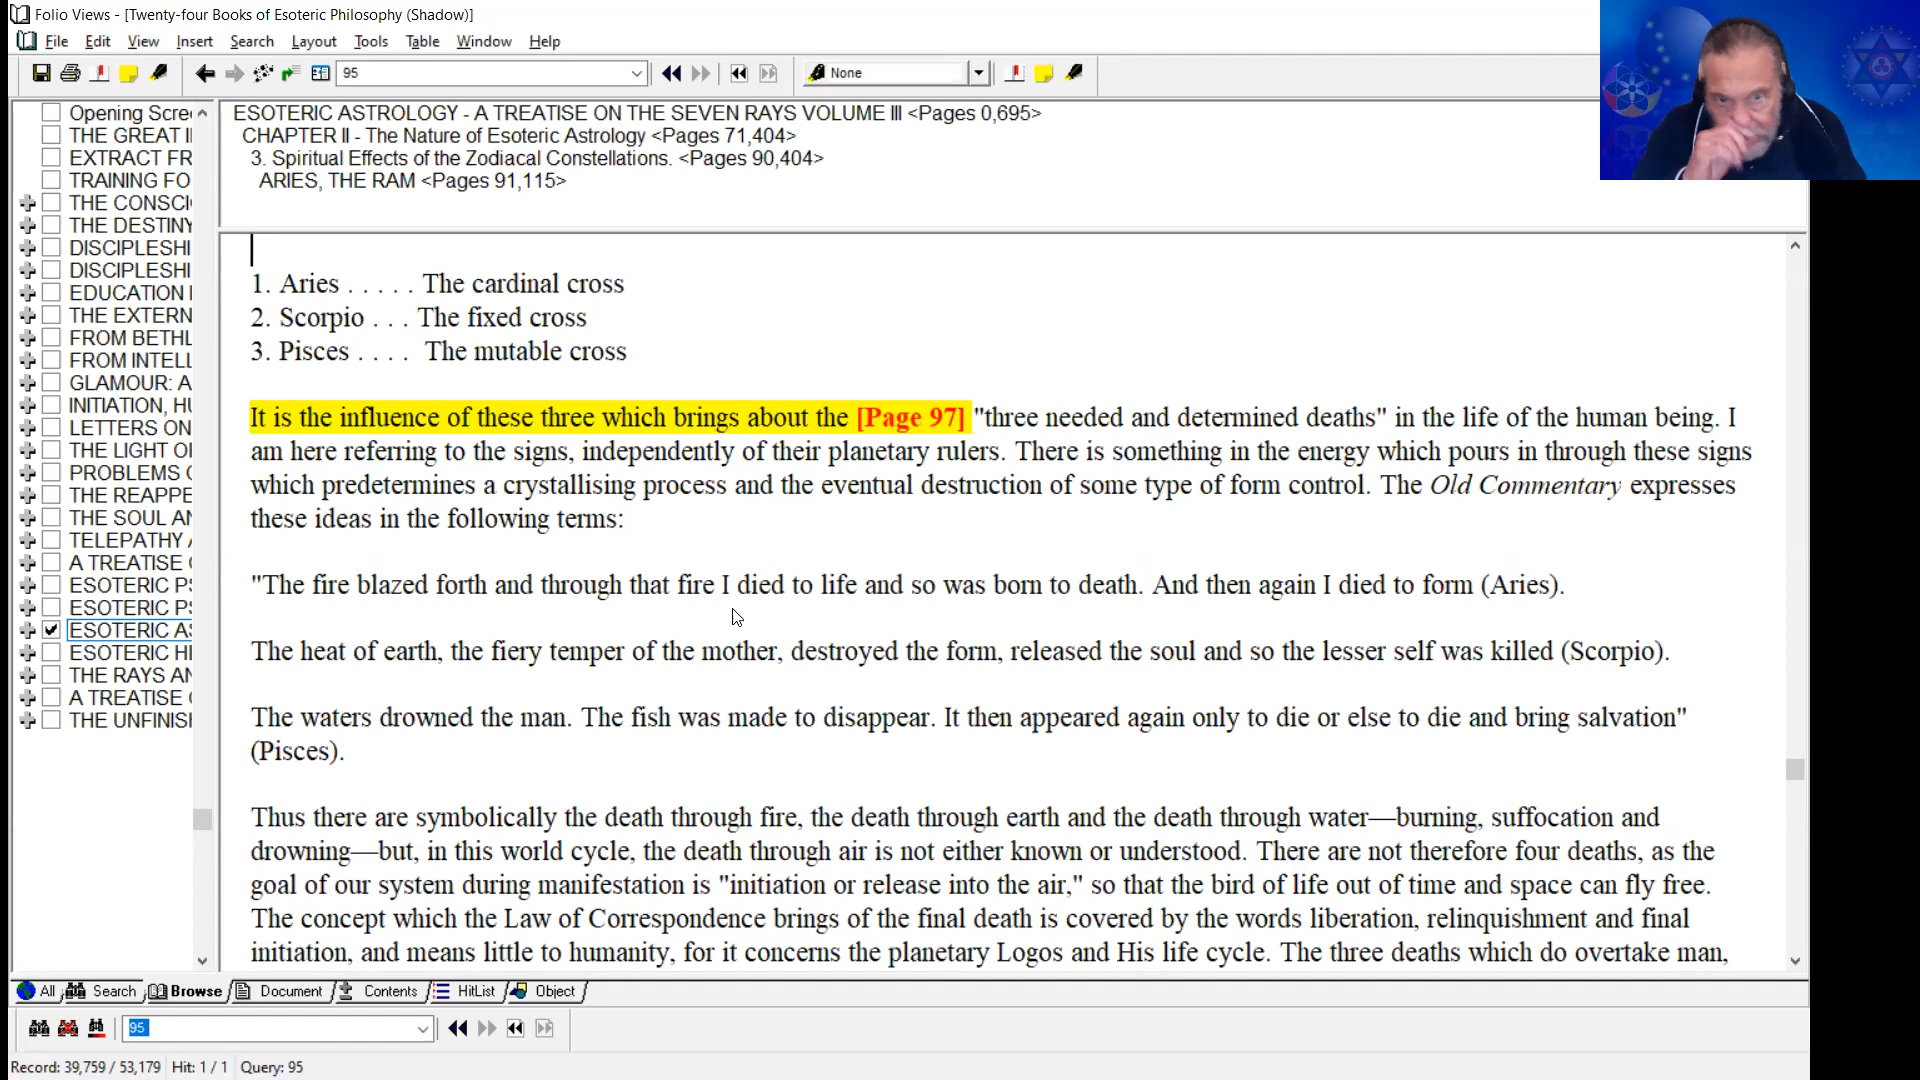 Folio Views - [Twenty-four Books of Esoteric Philosophy (Shadow)]
File Edit View Insert Search Layout Tools Table Window Help
95 None
Opening Scree
THE GREAT I
EXTRACT FR
TRAINING FO
THE CONSCI
THE DESTINY
DISCIPLESHI
DISCIPLESHI
EDUCATION I
THE EXTERN
FROM BETHL
FROM INTELL
GLAMOUR: A
INITIATION, HU
LETTERS ON
THE LIGHT OF
PROBLEMS O
THE REAPPE
THE SOUL AN
TELEPATHY A
A TREATISE O
ESOTERIC PS
ESOTERIC PS
ESOTERIC AS
ESOTERIC HE
THE RAYS AN
A TREATISE O
THE UNFINISH
ESOTERIC ASTROLOGY - A TREATISE ON THE SEVEN RAYS VOLUME III <Pages 0,695>
CHAPTER II - The Nature of Esoteric Astrology <Pages 71,404>
3. Spiritual Effects of the Zodiacal Constellations. <Pages 90,404>
ARIES, THE RAM <Pages 91,115>
1. Aries . . . . . The cardinal cross
2. Scorpio . . . The fixed cross
3. Pisces . . . . The mutable cross
It is the influence of these three which brings about the [Page 97] "three needed and determined deaths" in the life of the human being. I
am here referring to the signs, independently of their planetary rulers. There is something in the energy which pours in through these signs
which predetermines a crystallising process and the eventual destruction of some type of form control. The Old Commentary expresses
these ideas in the following terms:
"The fire blazed forth and through that fire I died to life and so was born to death. And then again I died to form (Aries).
The heat of earth, the fiery temper of the mother, destroyed the form, released the soul and so the lesser self was killed (Scorpio).
The waters drowned the man. The fish was made to disappear. It then appeared again only to die or else to die and bring salvation"
(Pisces).
Thus there are symbolically the death through fire, the death through earth and the death through water—burning, suffocation and
drowning—but, in this world cycle, the death through air is not either known or understood. There are not therefore four deaths, as the
goal of our system during manifestation is "initiation or release into the air," so that the bird of life out of time and space can fly free.
The concept which the Law of Correspondence brings of the final death is covered by the words liberation, relinquishment and final
initiation, and means little to humanity, for it concerns the planetary Logos and His life cycle. The three deaths which do overtake man,
All Search Browse Document Contents HitList Object
95
Record: 39,759 / 53,179 Hit: 1 / 1 Query: 95